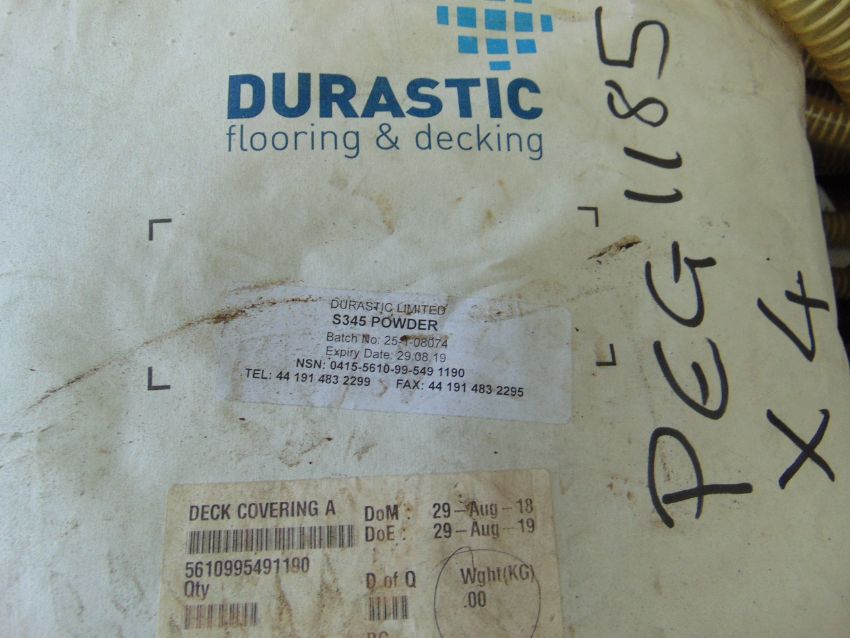 DURASTIC
flooring & decking
DURASTIC LIMITED
S345 POWDER
Batch No: 25-1-08074
Expiry Date: 29.08.19
NSN: 0415-5610-99-549 1190
TEL: 44 191 483 2299 FAX: 44 191 483 2295
PEG 1185
X 4
DECK COVERING A DoM : 29-Aug-18
DoE : 29-Aug-19
5610995491190
Qty D of Q Wght(KG)
.00